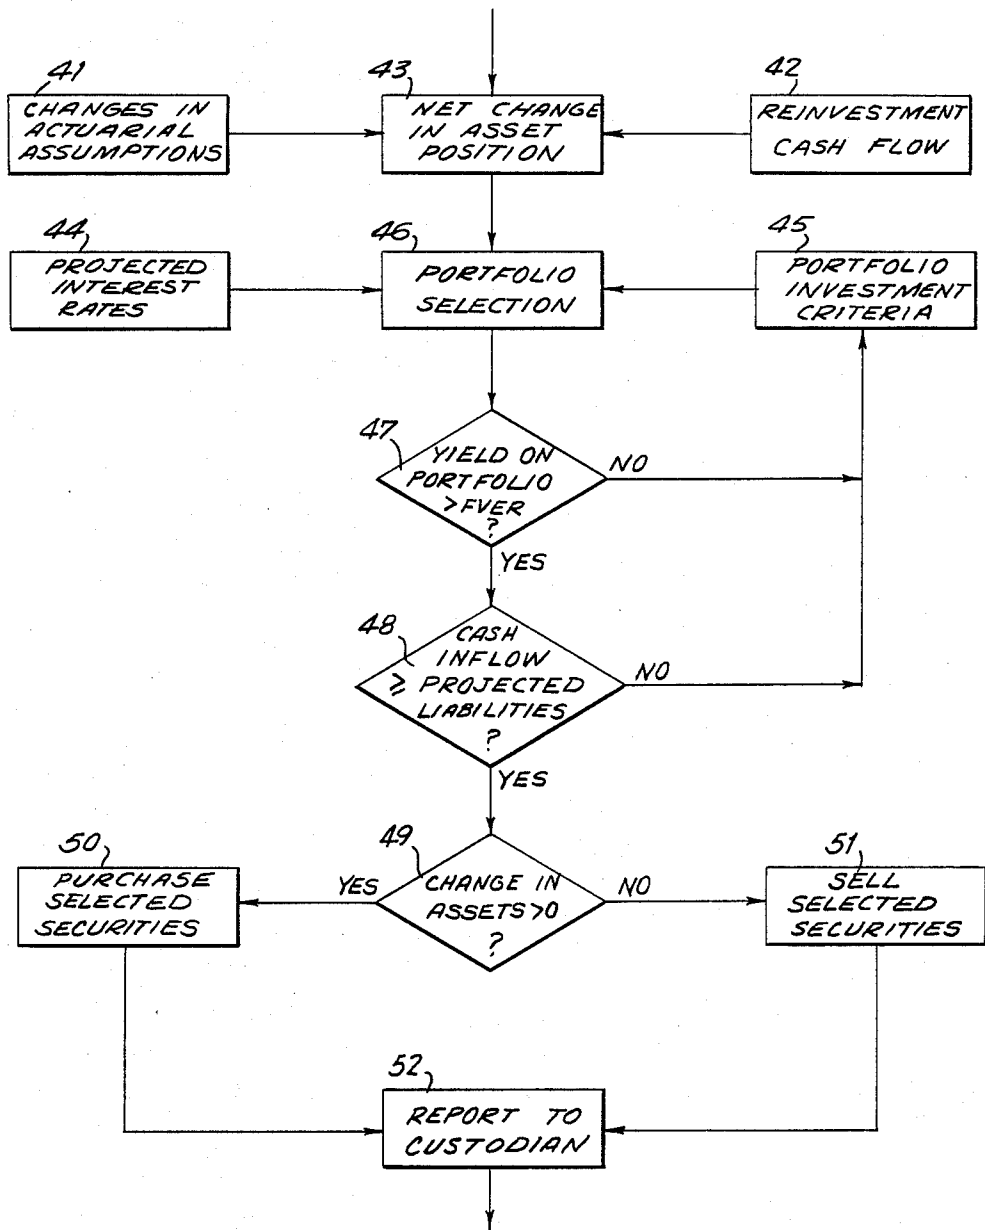 41
CHANGES IN
ACTUARIAL
ASSUMPTIONS
43
NET CHANGE
IN ASSET
POSITION
42
REINVESTMENT
CASH FLOW
44
PROJECTED
INTEREST
RATES
46
PORTFOLIO
SELECTION
45
PORTFOLIO
INVESTMENT
CRITERIA
47
YIELD ON
PORTFOLIO
>FVER
?
NO
YES
48
CASH
INFLOW
≥ PROJECTED
LIABILITIES
?
NO
YES
49
CHANGE IN
ASSETS>0
?
YES
NO
50
PURCHASE
SELECTED
SECURITIES
51
SELL
SELECTED
SECURITIES
52
REPORT TO
CUSTODIAN